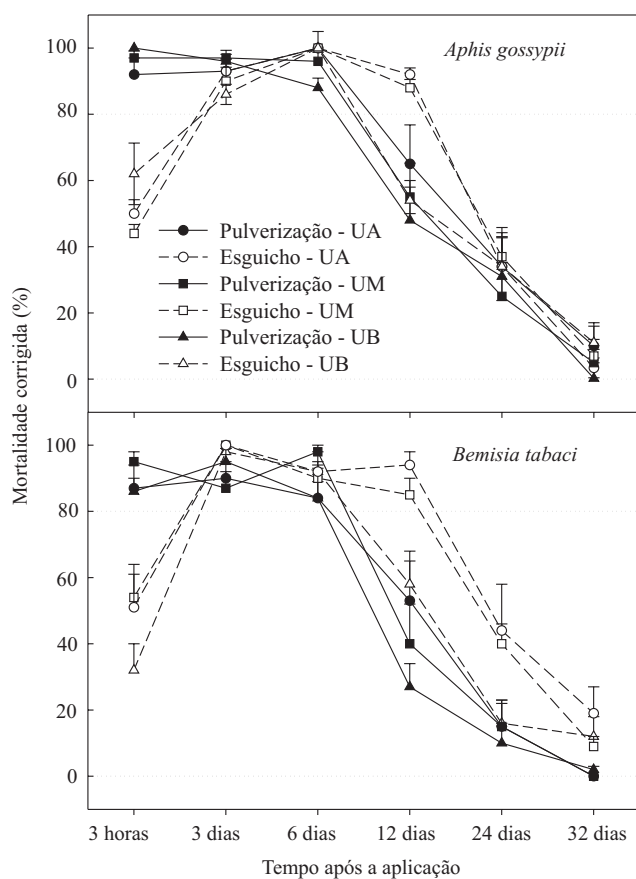 Aphis gossypii
100
80
60
40
20
0
Pulverização - UA
Esguicho - UA
Pulverização - UM
Esguicho - UM
Pulverização - UB
Esguicho - UB
Mortalidade corrigida (%)
Bemisia tabaci
100
80
60
40
20
0
3 horas 3 dias 6 dias 12 dias 24 dias 32 dias
Tempo após a aplicação